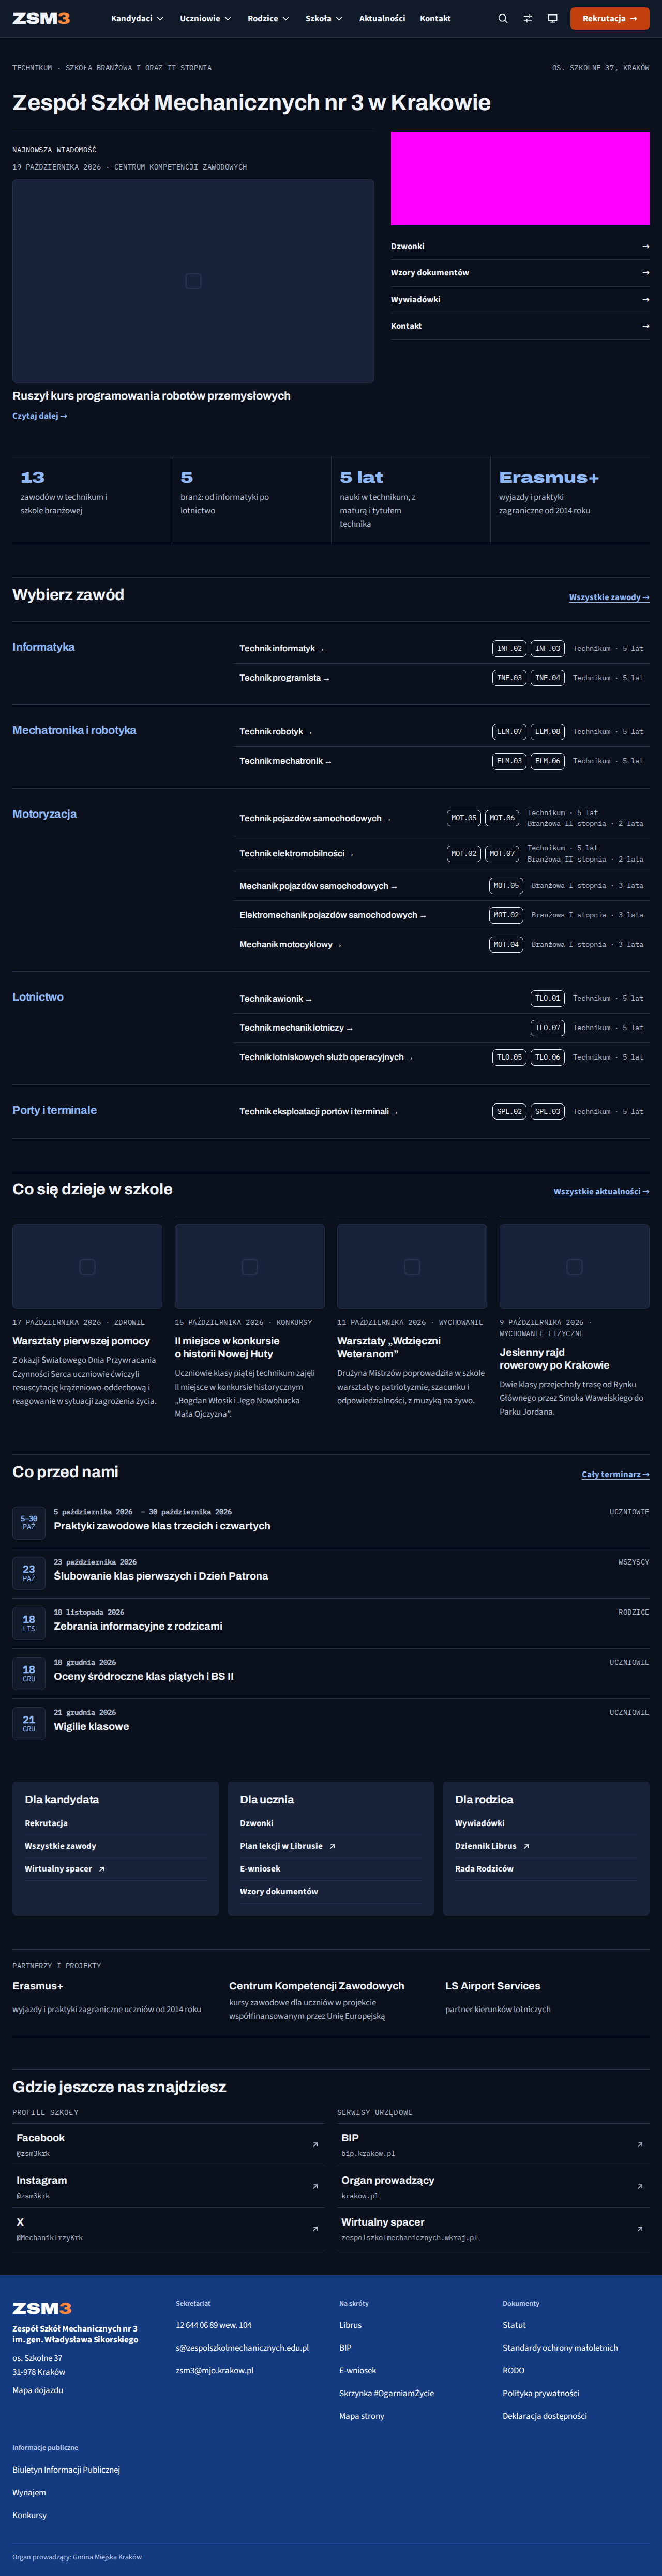 ZSM3 Kandydaci Uczniowie Rodzice Szkoła Aktualności Kontakt Rekrutacja →
TECHNIKUM · SZKOŁA BRANŻOWA I ORAZ II STOPNIA
OS. SZKOLNE 37, KRAKÓW
Zespół Szkół Mechanicznych nr 3 w Krakowie
NAJNOWSZA WIADOMOŚĆ
19 PAŹDZIERNIKA 2026 · CENTRUM KOMPETENCJI ZAWODOWYCH
Ruszył kurs programowania robotów przemysłowych
Czytaj dalej →
Dzwonki →
Wzory dokumentów →
Wywiadówki →
Kontakt →
13
zawodów w technikum i
szkole branżowej
5
branż: od informatyki po
lotnictwo
5 lat
nauki w technikum, z
maturą i tytułem
technika
Erasmus+
wyjazdy i praktyki
zagraniczne od 2014 roku
Wybierz zawód
Wszystkie zawody →
Informatyka
Technik informatyk → INF.02 INF.03 Technikum · 5 lat
Technik programista → INF.03 INF.04 Technikum · 5 lat
Mechatronika i robotyka
Technik robotyk → ELM.07 ELM.08 Technikum · 5 lat
Technik mechatronik → ELM.03 ELM.06 Technikum · 5 lat
Motoryzacja
Technik pojazdów samochodowych → MOT.05 MOT.06 Technikum · 5 lat
Branżowa II stopnia · 2 lata
Technik elektromobilności → MOT.02 MOT.07 Technikum · 5 lat
Branżowa II stopnia · 2 lata
Mechanik pojazdów samochodowych → MOT.05 Branżowa I stopnia · 3 lata
Elektromechanik pojazdów samochodowych → MOT.02 Branżowa I stopnia · 3 lata
Mechanik motocyklowy → MOT.04 Branżowa I stopnia · 3 lata
Lotnictwo
Technik awionik → TLO.01 Technikum · 5 lat
Technik mechanik lotniczy → TLO.07 Technikum · 5 lat
Technik lotniskowych służb operacyjnych → TLO.05 TLO.06 Technikum · 5 lat
Porty i terminale
Technik eksploatacji portów i terminali → SPL.02 SPL.03 Technikum · 5 lat
Co się dzieje w szkole
Wszystkie aktualności →
17 PAŹDZIERNIKA 2026 · ZDROWIE
Warsztaty pierwszej pomocy
Z okazji Światowego Dnia Przywracania
Czynności Serca uczniowie ćwiczyli
resuscytację krążeniowo-oddechową i
reagowanie w sytuacji zagrożenia życia.
15 PAŹDZIERNIKA 2026 · KONKURSY
II miejsce w konkursie
o historii Nowej Huty
Uczniowie klasy piątej technikum zajęli
II miejsce w konkursie historycznym
„Bogdan Włosik i Jego Nowohucka
Mała Ojczyzna”.
11 PAŹDZIERNIKA 2026 · WYCHOWANIE
Warsztaty „Wdzięczni
Weteranom”
Drużyna Mistrzów poprowadziła w szkole
warsztaty o patriotyzmie, szacunku i
odpowiedzialności, z muzyką na żywo.
9 PAŹDZIERNIKA 2026 ·
WYCHOWANIE FIZYCZNE
Jesienny rajd
rowerowy po Krakowie
Dwie klasy przejechały trasą od Rynku
Głównego przez Smoka Wawelskiego do
Parku Jordana.
Co przed nami
Cały terminarz →
5–30
PAŹ
5 października 2026 – 30 października 2026
Praktyki zawodowe klas trzecich i czwartych
UCZNIOWIE
23
PAŹ
23 października 2026
Ślubowanie klas pierwszych i Dzień Patrona
WSZYSCY
18
LIS
18 listopada 2026
Zebrania informacyjne z rodzicami
RODZICE
18
GRU
18 grudnia 2026
Oceny śródroczne klas piątych i BS II
UCZNIOWIE
21
GRU
21 grudnia 2026
Wigilie klasowe
UCZNIOWIE
Dla kandydata
Rekrutacja
Wszystkie zawody
Wirtualny spacer ↗
Dla ucznia
Dzwonki
Plan lekcji w Librusie ↗
E-wniosek
Wzory dokumentów
Dla rodzica
Wywiadówki
Dziennik Librus ↗
Rada Rodziców
PARTNERZY I PROJEKTY
Erasmus+
wyjazdy i praktyki zagraniczne uczniów od 2014 roku
Centrum Kompetencji Zawodowych
kursy zawodowe dla uczniów w projekcie
współfinansowanym przez Unię Europejską
LS Airport Services
partner kierunków lotniczych
Gdzie jeszcze nas znajdziesz
PROFILE SZKOŁY
Facebook ↗
@zsm3krk
Instagram ↗
@zsm3krk
X ↗
@MechanikTrzyKrk
SERWISY URZĘDOWE
BIP ↗
bip.krakow.pl
Organ prowadzący ↗
krakow.pl
Wirtualny spacer ↗
zespolszkolmechanicznych.wkraj.pl
ZSM3
Zespół Szkół Mechanicznych nr 3
im. gen. Władysława Sikorskiego
os. Szkolne 37
31-978 Kraków
Mapa dojazdu
Sekretariat
12 644 06 89 wew. 104
s@zespolszkolmechanicznych.edu.pl
zsm3@mjo.krakow.pl
Na skróty
Librus
BIP
E-wniosek
Skrzynka #OgarniamŻycie
Mapa strony
Dokumenty
Statut
Standardy ochrony małoletnich
RODO
Polityka prywatności
Deklaracja dostępności
Informacje publiczne
Biuletyn Informacji Publicznej
Wynajem
Konkursy
Organ prowadzący: Gmina Miejska Kraków